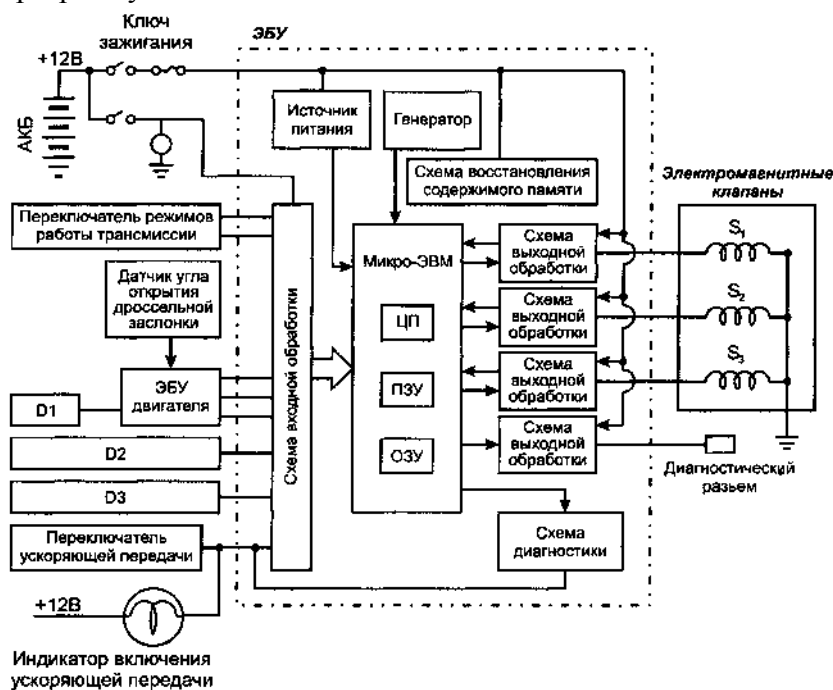 Ключ
зажигания
ЭБУ
+12В
АКБ
Источник
питания
Генератор
Схема восстановления
содержимого памяти
Электромагнитные
клапаны
Переключатель режимов
работы трансмиссии
Датчик угла
открытия
дроссельной
заслонки
ЭБУ
двигателя
D1
D2
D3
Переключатель
ускоряющей передачи
+12В
Индикатор включения
ускоряющей передачи
Схема входной обработки
Микро-ЭВМ
ЦП
ПЗУ
ОЗУ
Схема
выходной
обработки
Схема
выходной
обработки
Схема
выходной
обработки
Схема
выходной
обработки
S1
S2
S3
Диагностический
разъем
Схема
диагностики